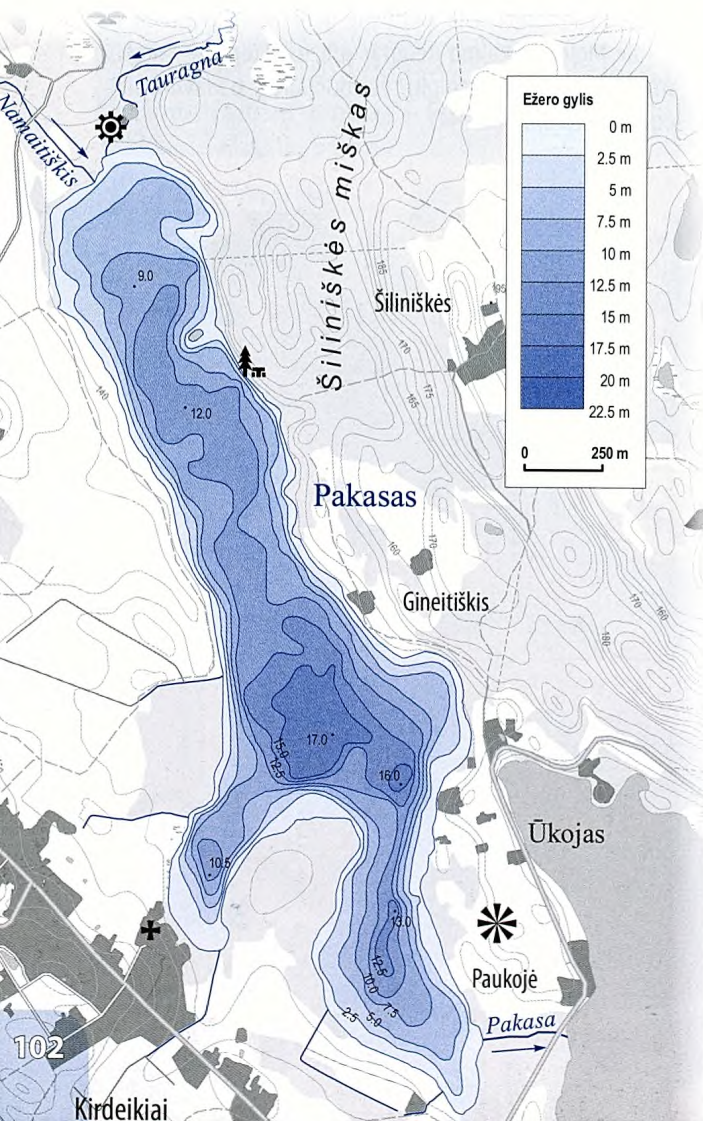 Tauragna
Namaitiškis
Ežero gylis
0 m
2.5 m
5 m
7.5 m
10 m
12.5 m
15 m
17.5 m
20 m
22.5 m
0 250 m
Šiliniškės miškas
185
Šiliniškės
195
9.0
170
175
165
140
12.0
Pakasas
160
170
Gineitiškis
170
160
180
17.0
15.0
12.5
16.0
Ūkojas
10.5
13.0
12.5
10.0
7.5
5.0
2.5
Paukojė
Pakasa
102
Kirdeikiai